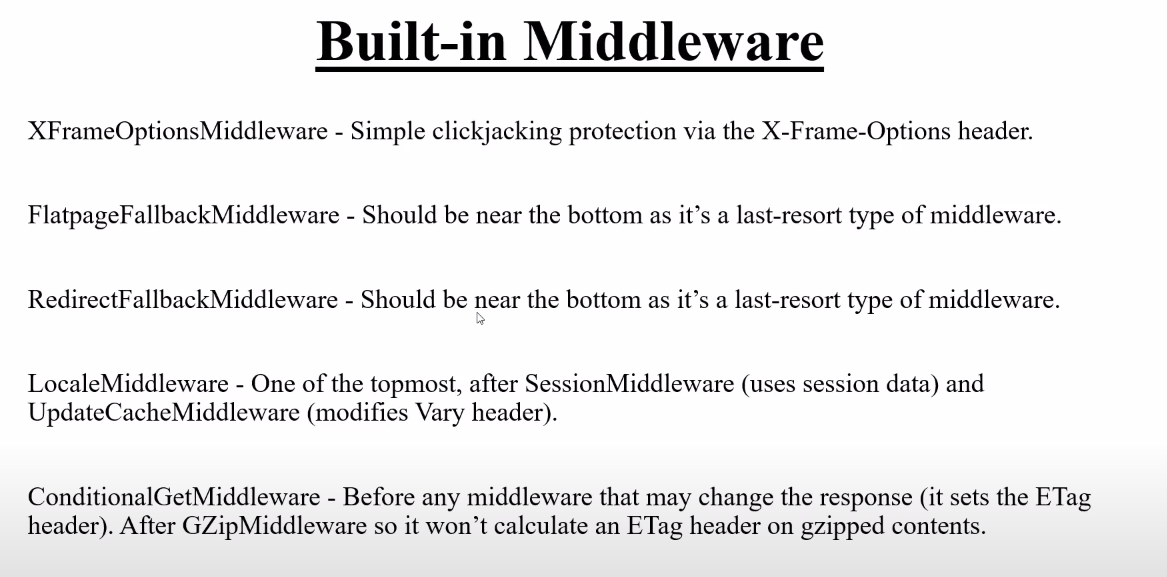 Built-in Middleware
XFrameOptionsMiddleware - Simple clickjacking protection via the X-Frame-Options header.
FlatpageFallbackMiddleware - Should be near the bottom as it’s a last-resort type of middleware.
RedirectFallbackMiddleware - Should be near the bottom as it’s a last-resort type of middleware.
LocaleMiddleware - One of the topmost, after SessionMiddleware (uses session data) and
UpdateCacheMiddleware (modifies Vary header).
ConditionalGetMiddleware - Before any middleware that may change the response (it sets the ETag
header). After GZipMiddleware so it won’t calculate an ETag header on gzipped contents.